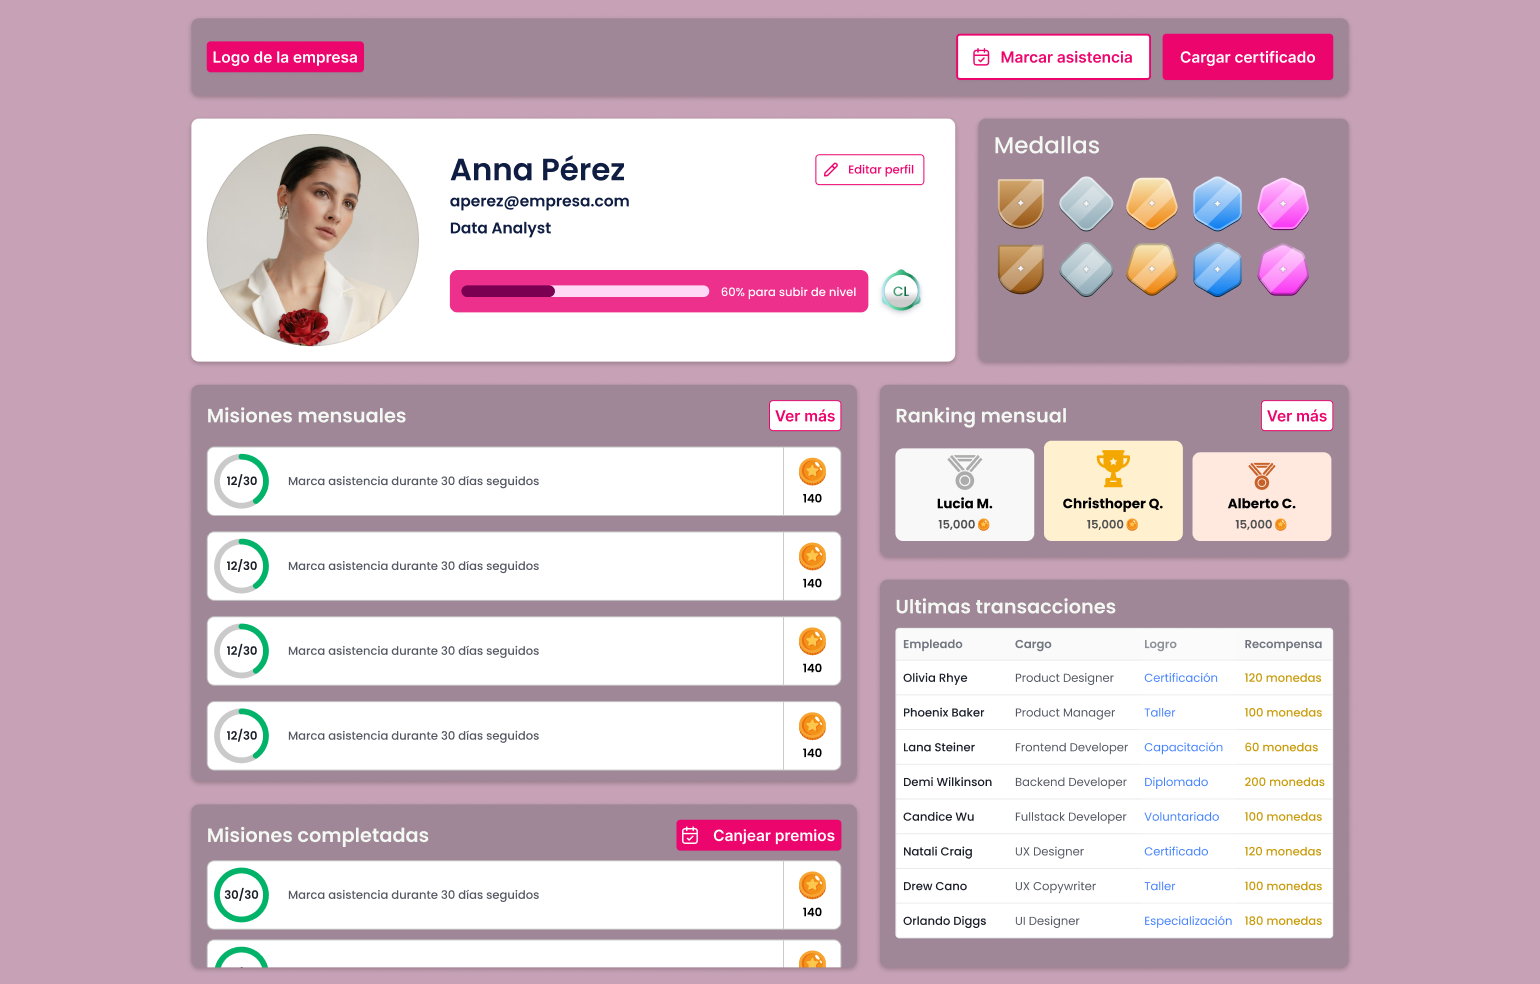 Logo de la empresa
Marcar asistencia
Cargar certificado
Anna Pérez
Editar perfil
aperez@empresa.com
Data Analyst
60% para subir de nivel
CL
Medallas
Misiones mensuales
Ver más
12/30
Marca asistencia durante 30 días seguidos
140
12/30
Marca asistencia durante 30 días seguidos
140
12/30
Marca asistencia durante 30 días seguidos
140
12/30
Marca asistencia durante 30 días seguidos
140
Misiones completadas
Canjear premios
30/30
Marca asistencia durante 30 días seguidos
140
Ranking mensual
Ver más
Lucia M.
15,000
Christhoper Q.
15,000
Alberto C.
15,000
Ultimas transacciones
Empleado Cargo Logro Recompensa
Olivia Rhye Product Designer Certificación 120 monedas
Phoenix Baker Product Manager Taller 100 monedas
Lana Steiner Frontend Developer Capacitación 60 monedas
Demi Wilkinson Backend Developer Diplomado 200 monedas
Candice Wu Fullstack Developer Voluntariado 100 monedas
Natali Craig UX Designer Certificado 120 monedas
Drew Cano UX Copywriter Taller 100 monedas
Orlando Diggs UI Designer Especialización 180 monedas